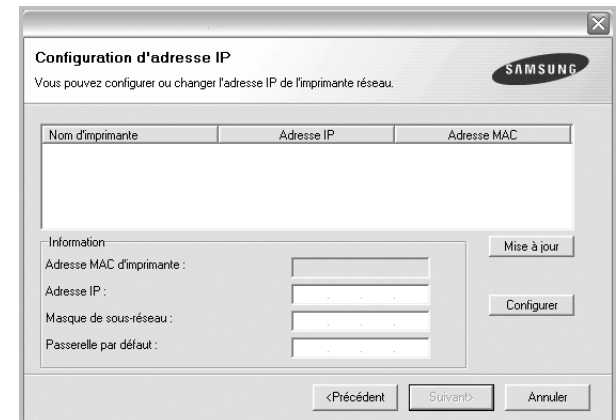 Configuration d'adresse IP
Vous pouvez configurer ou changer l'adresse IP de l'imprimante réseau.
SAMSUNG
Nom d'imprimante Adresse IP Adresse MAC
Information
Adresse MAC d'imprimante :
Adresse IP :
Masque de sous-réseau :
Passerelle par défaut :
Mise à jour
Configurer
<Précédent Suivant> Annuler